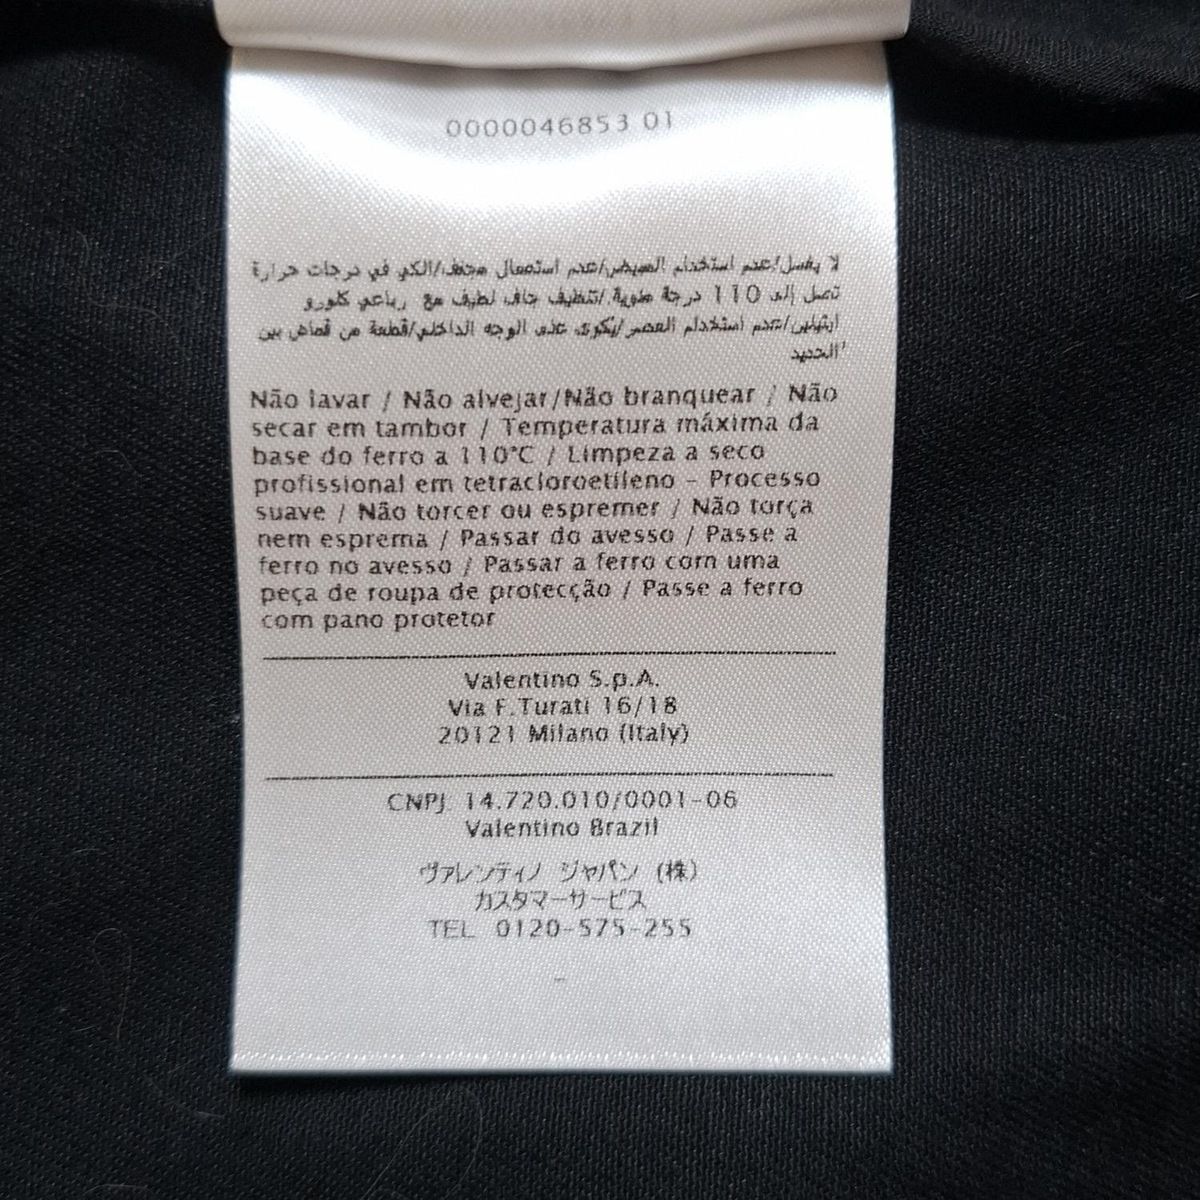 0000046853 01
لا يغسل/عدم استخدام المبيض/عدم استعمال مجفف/الكي في درجات حرارة
تصل إلى 110 درجة مئوية./تنظيف جاف لطيف مع رباعي كلورو
ايثيلين/عدم استخدام العصر/يكوى على الوجه الداخلي/قطعة من قماش بين
الحديد'
Não lavar / Não alvejar/Não branquear / Não
secar em tambor / Temperatura máxima da
base do ferro a 110°C / Limpeza a seco
profissional em tetracloroetileno - Processo
suave / Não torcer ou espremer / Não torça
nem esprema / Passar do avesso / Passe a
ferro no avesso / Passar a ferro com uma
peça de roupa de protecção / Passe a ferro
com pano protetor
Valentino S.p.A.
Via F.Turati 16/18
20121 Milano (Italy)
CNPJ: 14.720.010/0001-06
Valentino Brazil
ヴァレンティノ ジャパン (株)
カスタマーサービス
TEL 0120-575-255
-